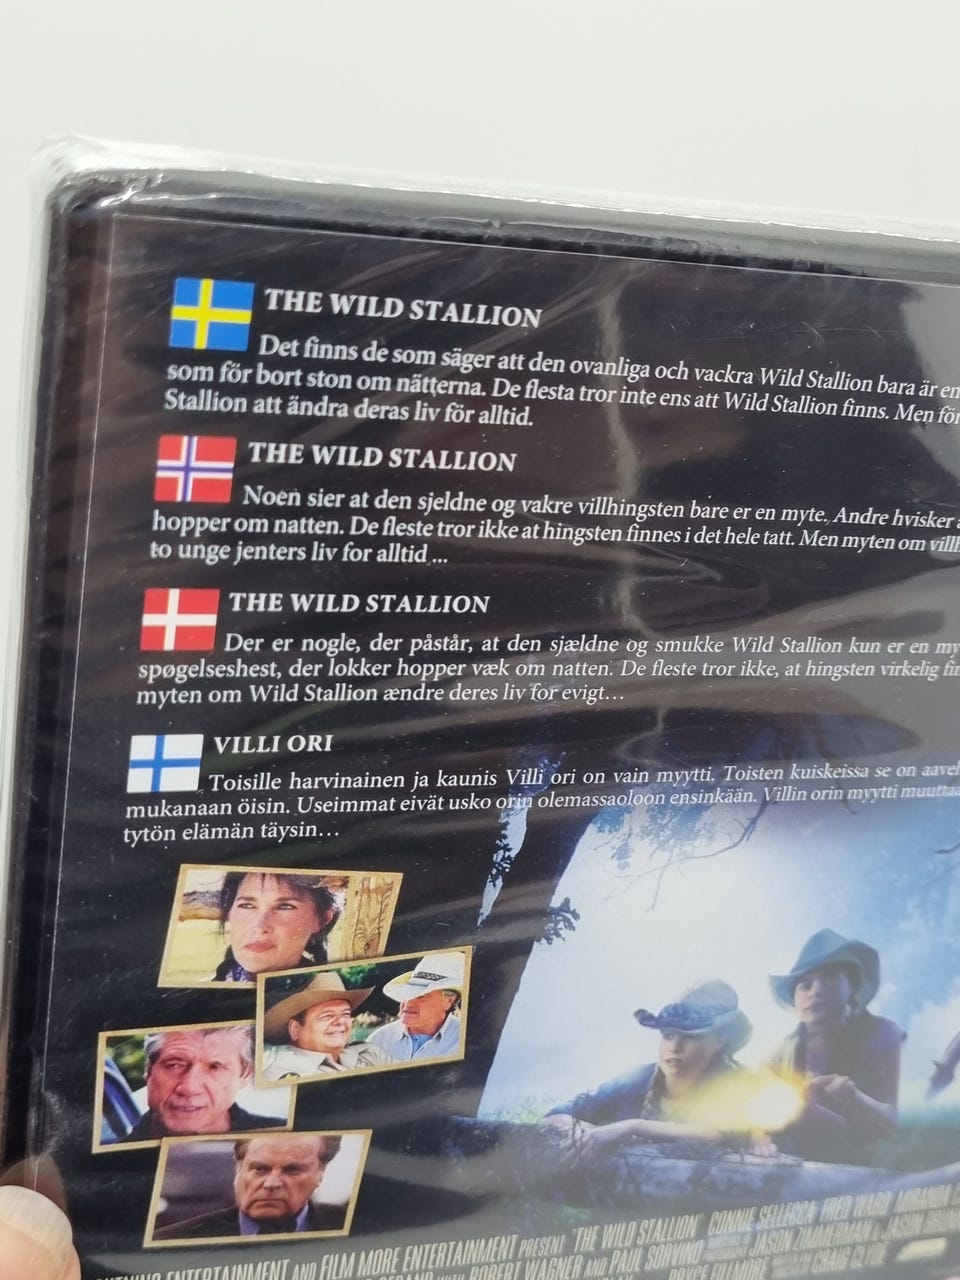 THE WILD STALLION
Det finns de som säger att den ovanliga och vackra Wild Stallion bara är en
som för bort ston om nätterna. De flesta tror inte ens att Wild Stallion finns. Men för
Stallion att ändra deras liv för alltid.
THE WILD STALLION
Noen sier at den sjeldne og vakre villhingsten bare er en myte. Andre hvisker
hopper om natten. De fleste tror ikke at hingsten finnes i det hele tatt. Men myten om
to unge jenters liv for alltid ...
THE WILD STALLION
Der er nogle, der påstår, at den sjældne og smukke Wild Stallion kun er en
spøgelseshest, der lokker hopper væk om natten. De fleste tror ikke, at hingsten virkelig
myten om Wild Stallion ændre deres liv for evigt...
VILLI ORI
Toisille harvinainen ja kaunis Villi ori on vain myytti. Toisten kuiskeissa se on
mukanaan öisin. Useimmat eivät usko orin olemassaoloon ensinkään. Villin orin myytti
tytön elämän täysin...
ENTERTAINMENT AND FILM MORE ENTERTAINMENT PRESENT "THE WILD STALLION" CONNIE SELLECCA FRED WARD MIRANDA
WITH ROBERT WAGNER AND PAUL SORVINO JASON ZIMMERMAN JASON
FILLMORE CRAIG CLYDE